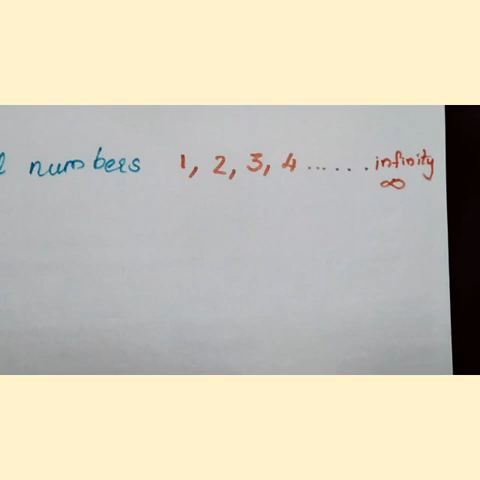 numbers 1, 2, 3, 4 ...... infinity
∞